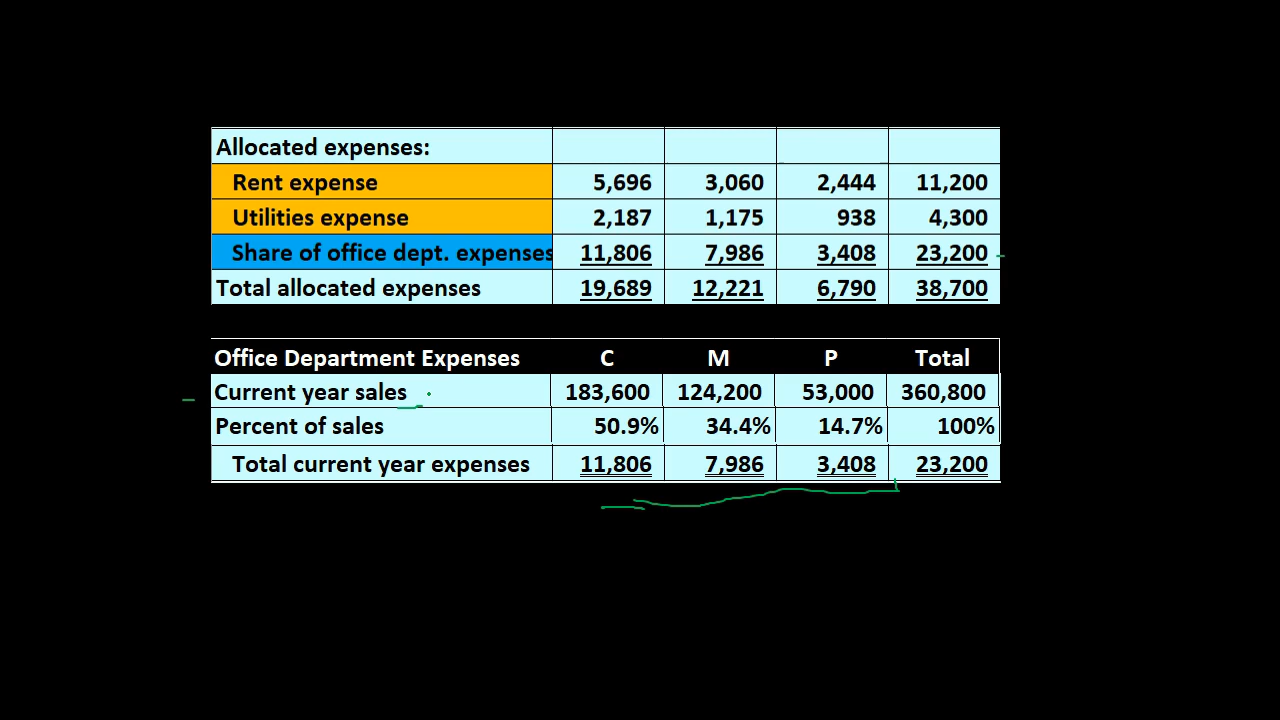 Allocated expenses:
Rent expense 5,696 3,060 2,444 11,200
Utilities expense 2,187 1,175 938 4,300
Share of office dept. expenses 11,806 7,986 3,408 23,200
Total allocated expenses 19,689 12,221 6,790 38,700
Office Department Expenses C M P Total
Current year sales 183,600 124,200 53,000 360,800
Percent of sales 50.9% 34.4% 14.7% 100%
Total current year expenses 11,806 7,986 3,408 23,200